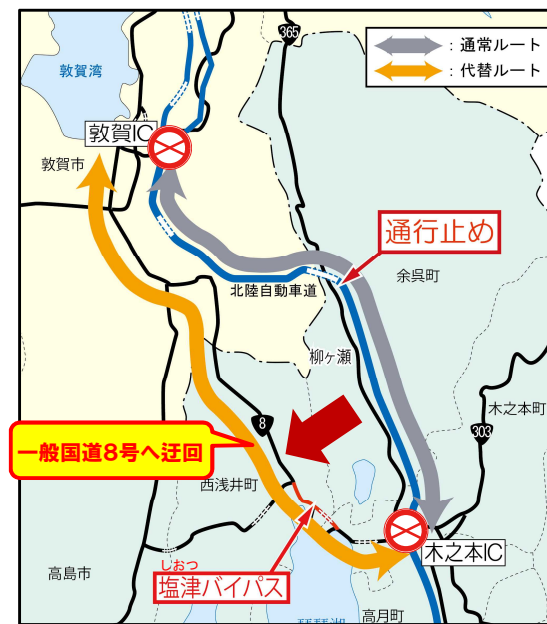 365
：通常ルート
：代替ルート
敦賀湾
敦賀IC
敦賀市
通行止め
余呉町
北陸自動車道
柳ヶ瀬
木之本町
8
303
一般国道8号へ迂回
西浅井町
しおつ
塩津バイパス
木之本IC
高島市
琵琶湖
高月町